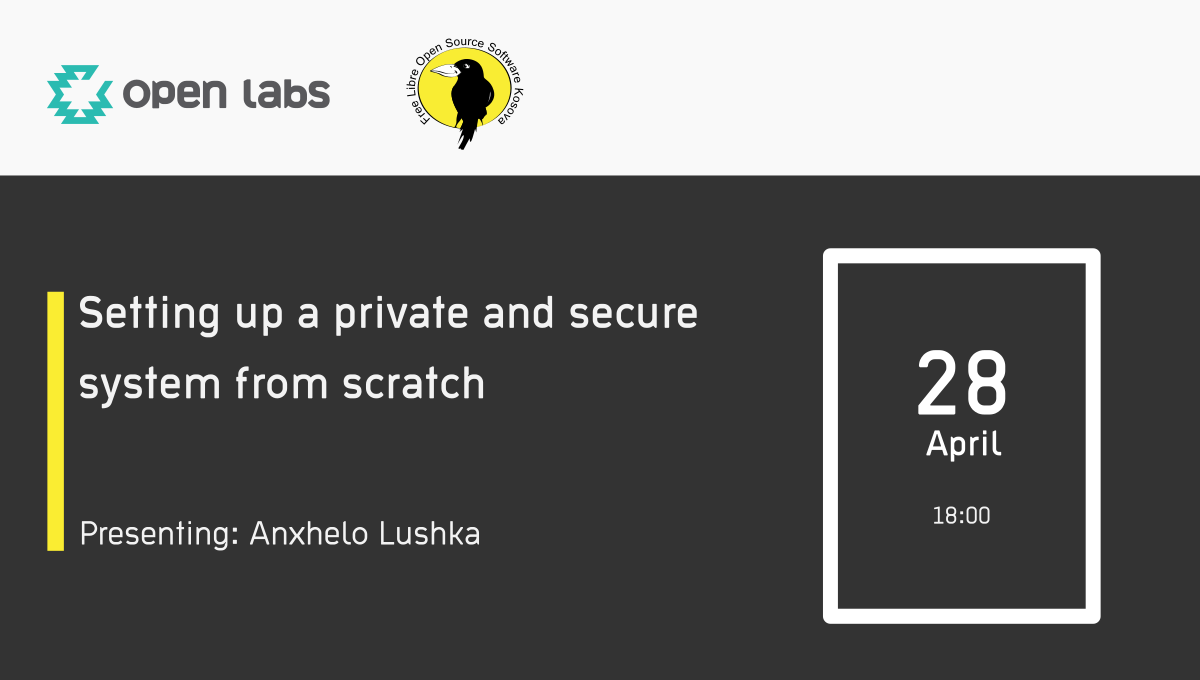 open labs
Free Libre Open Source Software Kosova
Setting up a private and secure
system from scratch
Presenting: Anxhelo Lushka
28
April
18:00